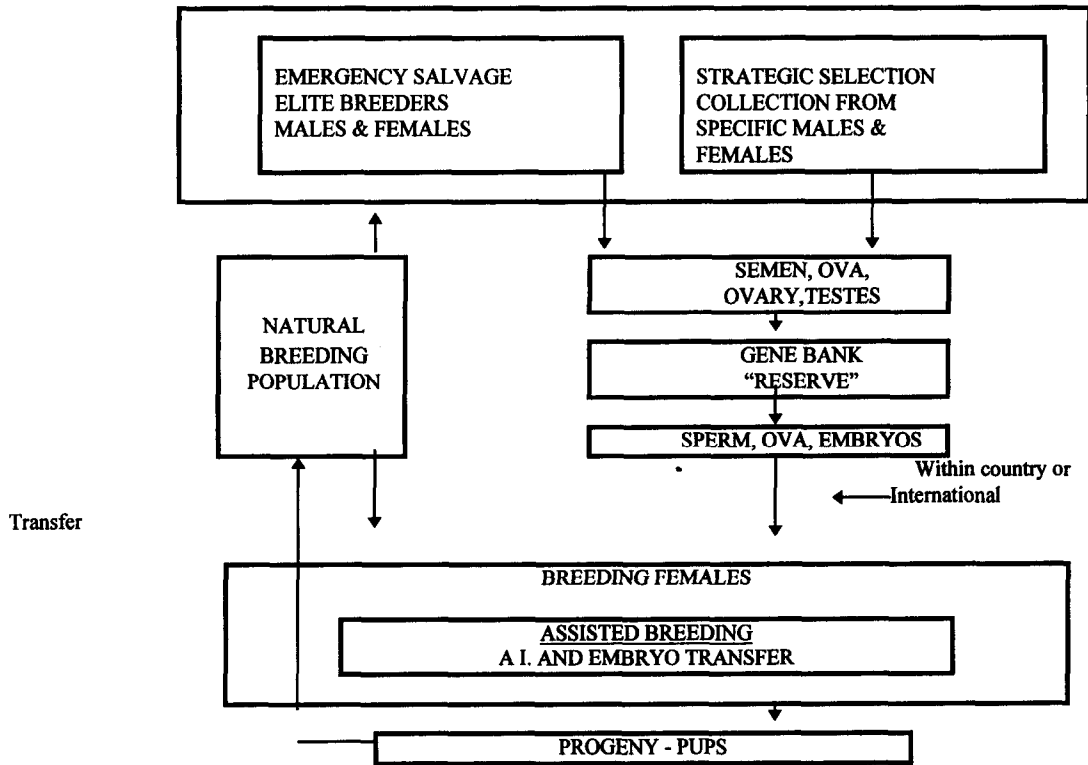 EMERGENCY SALVAGE
ELITE BREEDERS
MALES & FEMALES
STRATEGIC SELECTION
COLLECTION FROM
SPECIFIC MALES &
FEMALES
NATURAL
BREEDING
POPULATION
SEMEN, OVA,
OVARY,TESTES
GENE BANK
“RESERVE”
SPERM, OVA, EMBRYOS
Within country or
International
Transfer
BREEDING FEMALES
ASSISTED BREEDING
A I. AND EMBRYO TRANSFER
PROGENY - PUPS